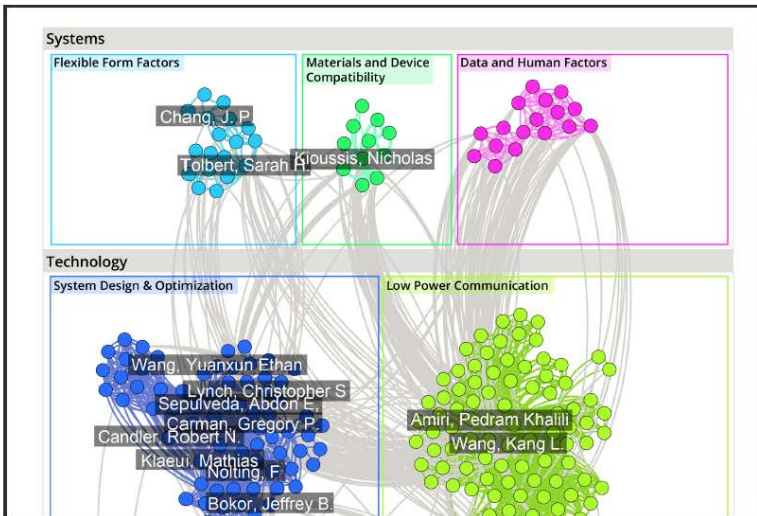 Systems
Flexible Form Factors
Materials and Device
Compatibility
Data and Human Factors
Chang, J. P
Tolbert, Sarah H.
Kioussis, Nicholas
Technology
System Design & Optimization
Low Power Communication
Wang, Yuanxun Ethan
Lynch, Christopher S
Sepulveda, Abdon E.
Carman, Gregory P.
Candler, Robert N.
Klaeui, Mathias
Nolting, F
Bokor, Jeffrey B.
Amiri, Pedram Khalili
Wang, Kang L.